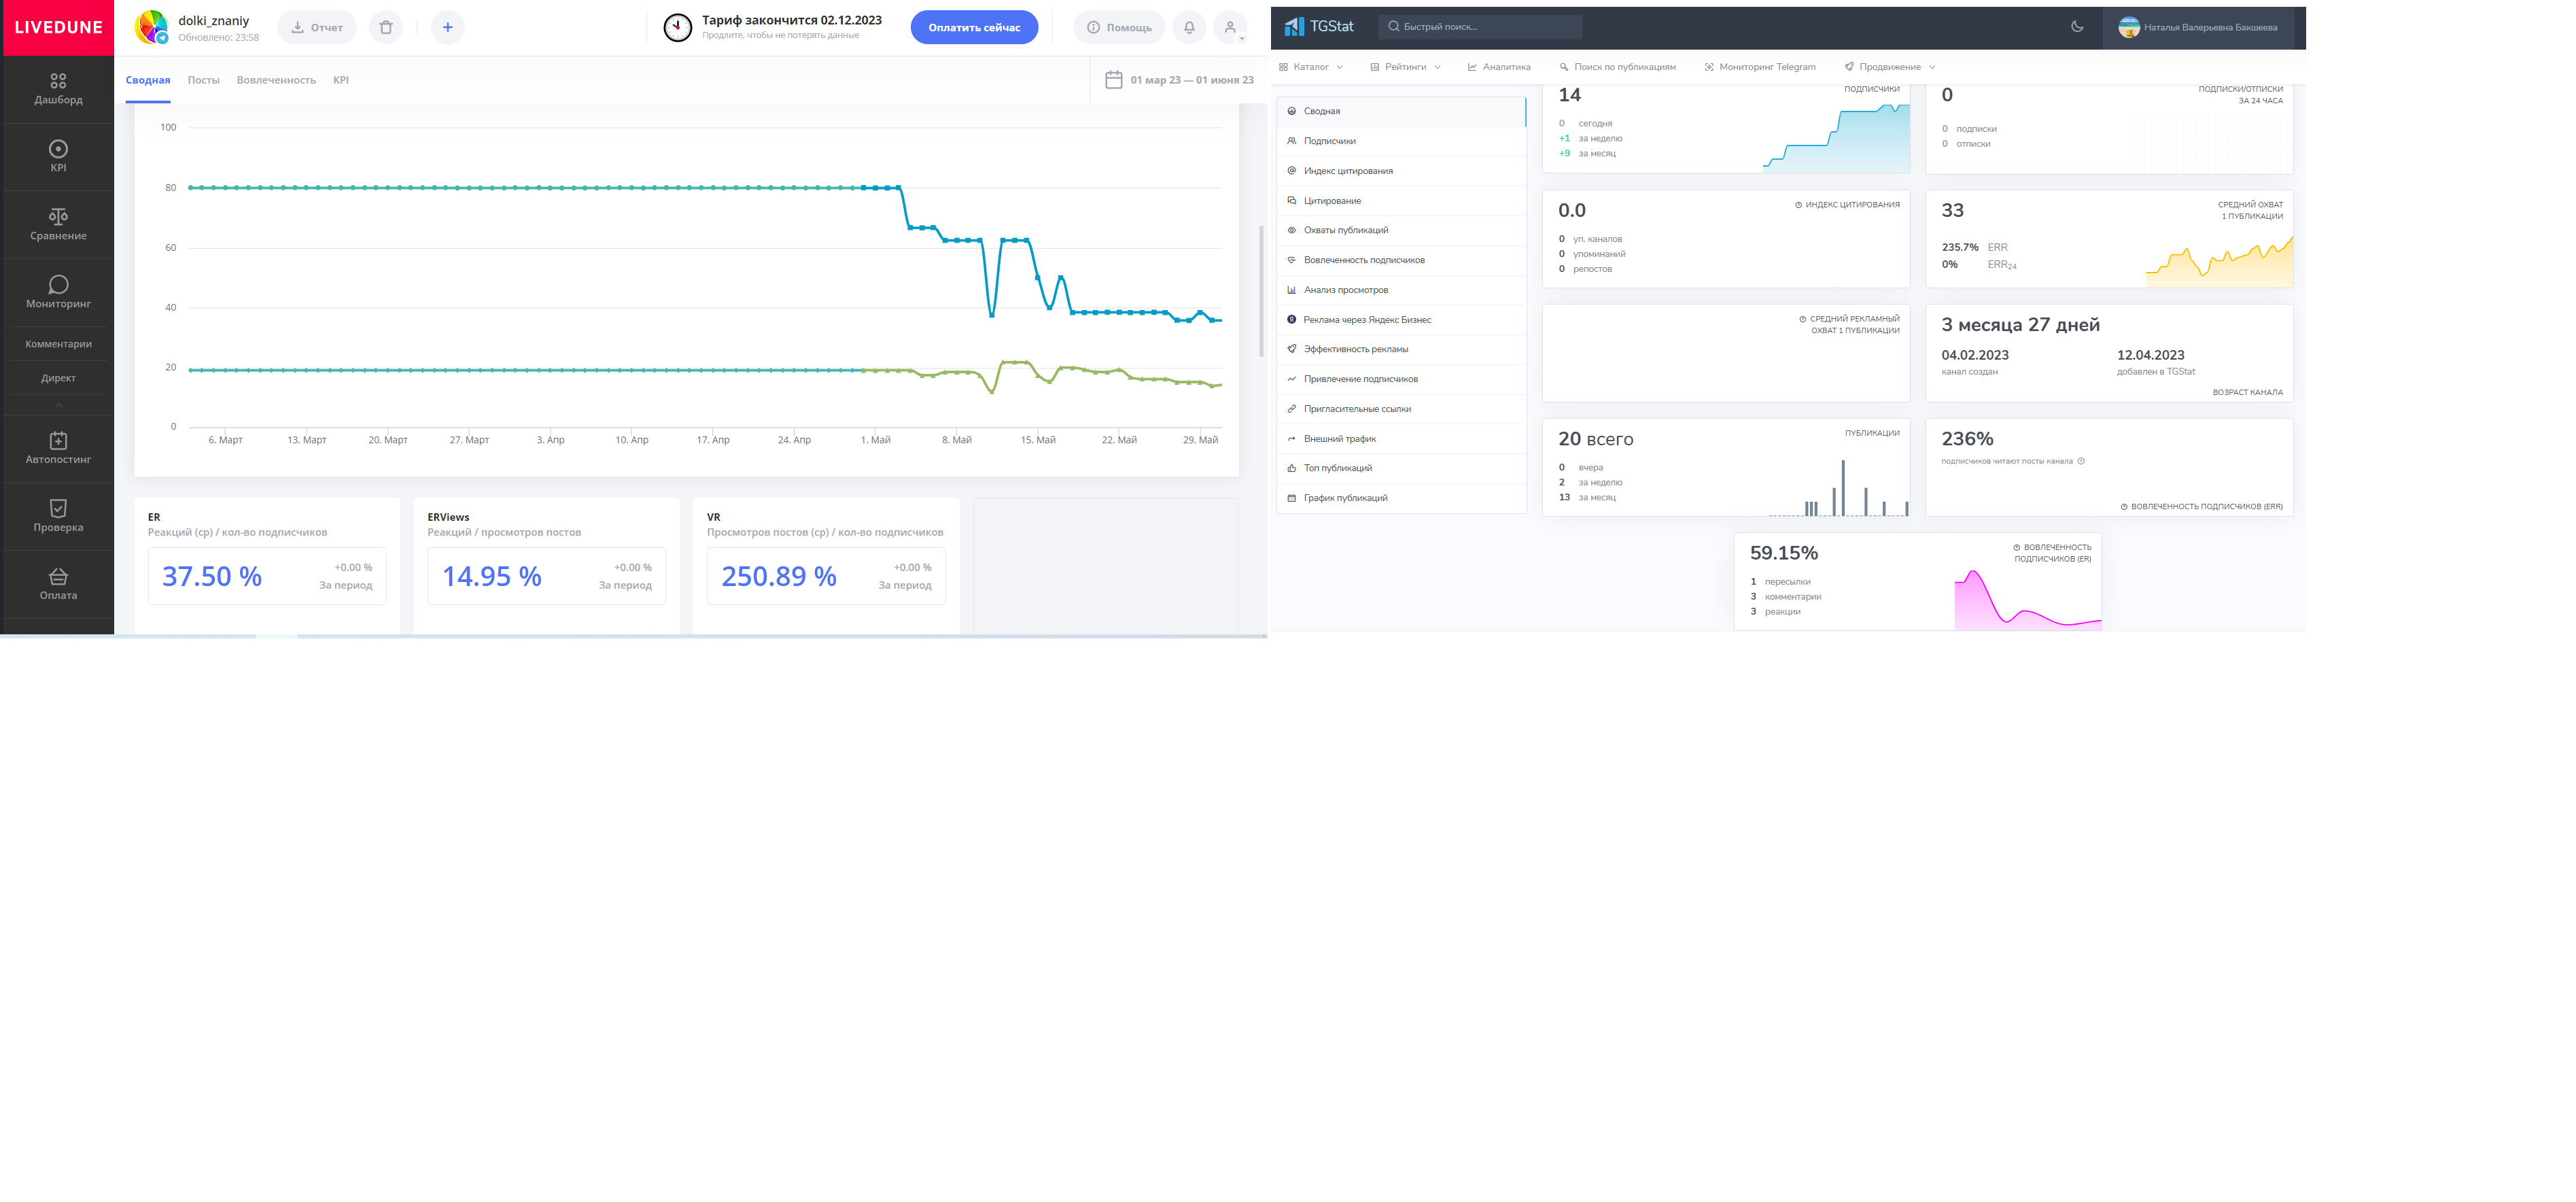 LIVEDUNE
dolki_znaniy
Обновлено: 23:58
Отчет
+
Тариф закончится 02.12.2023
Продлите, чтобы не потерять данные
Оплатить сейчас
Помощь
Сводная
Посты
Вовлеченность
KPI
01 мар 23 — 01 июня 23
Дашборд
KPI
Сравнение
Мониторинг
Комментарии
Директ
Автопостинг
Проверка
Оплата
100
80
60
40
20
0
6. Март
13. Март
20. Март
27. Март
3. Апр
10. Апр
17. Апр
24. Апр
1. Май
8. Май
15. Май
22. Май
29. Май
ER
Реакций (ср) / кол-во подписчиков
37.50 %
+0.00 %
За период
ERViews
Реакций / просмотров постов
14.95 %
+0.00 %
За период
VR
Просмотров постов (ср) / кол-во подписчиков
250.89 %
+0.00 %
За период
TGStat
Быстрый поиск...
Наталья Валерьевна Бакшеева
Каталог
Рейтинги
Аналитика
Поиск по публикациям
Мониторинг Telegram
Продвижение
Сводная
Подписчики
Индекс цитирования
Цитирование
Охваты публикаций
Вовлеченность подписчиков
Анализ просмотров
Реклама через Яндекс Бизнес
Эффективность рекламы
Привлечение подписчиков
Пригласительные ссылки
Внешний трафик
Топ публикаций
График публикаций
14
ПОДПИСЧИКИ
0 сегодня
+1 за неделю
+9 за месяц
0
ПОДПИСКИ/ОТПИСКИ
ЗА 24 ЧАСА
0 подписки
0 отписки
0.0
ИНДЕКС ЦИТИРОВАНИЯ
0 уп. каналов
0 упоминаний
0 репостов
33
СРЕДНИЙ ОХВАТ
1 ПУБЛИКАЦИИ
235.7% ERR
0% ERR24
СРЕДНИЙ РЕКЛАМНЫЙ
ОХВАТ 1 ПУБЛИКАЦИИ
3 месяца 27 дней
04.02.2023
канал создан
12.04.2023
добавлен в TGStat
ВОЗРАСТ КАНАЛА
20 всего
ПУБЛИКАЦИИ
0 вчера
2 за неделю
13 за месяц
236%
подписчиков читают посты канала
ВОВЛЕЧЕННОСТЬ ПОДПИСЧИКОВ (ERR)
59.15%
ВОВЛЕЧЕННОСТЬ
ПОДПИСЧИКОВ (ER)
1 пересылки
3 комментарии
3 реакции